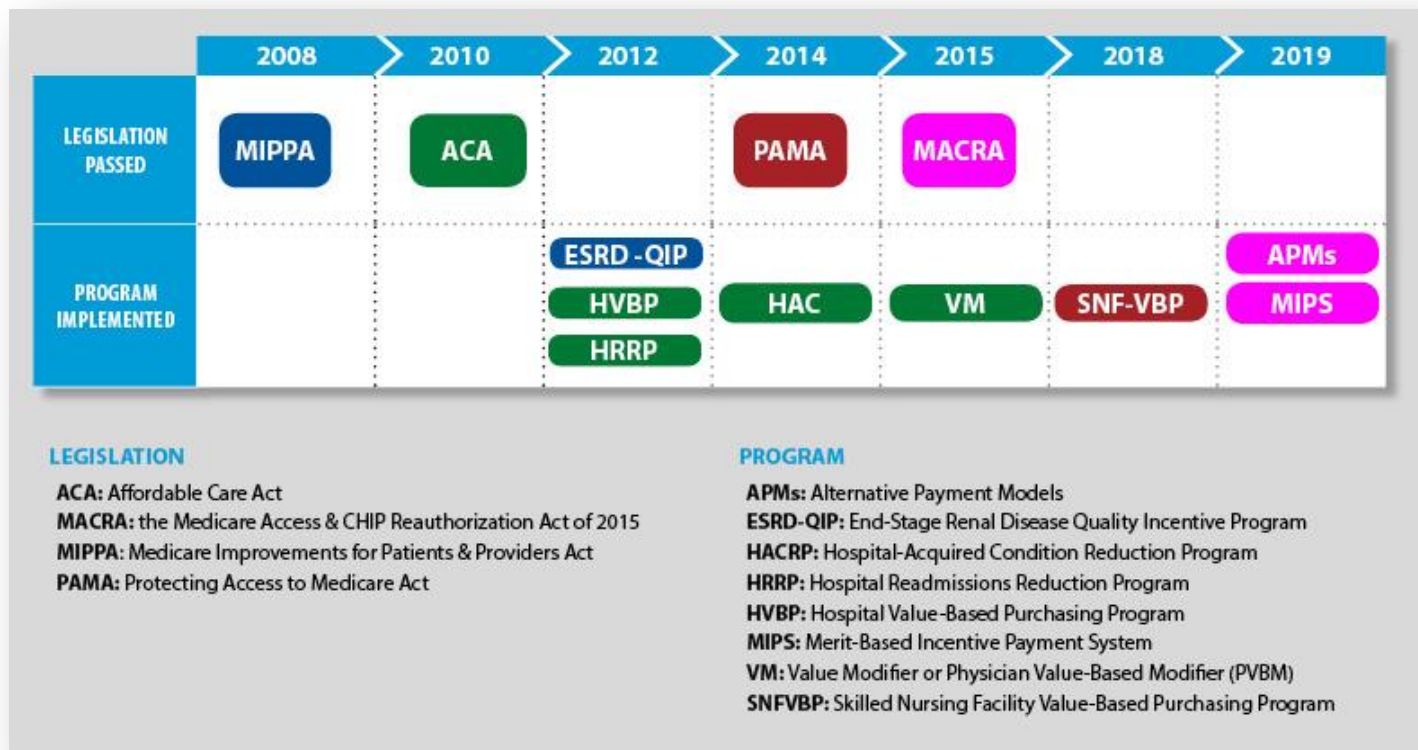 2008 2010 2012 2014 2015 2018 2019
LEGISLATION
PASSED
MIPPA ACA PAMA MACRA
PROGRAM
IMPLEMENTED
ESRD -QIP APMs
HVBP HAC VM SNF-VBP MIPS
HRRP
LEGISLATION
ACA: Affordable Care Act
MACRA: the Medicare Access & CHIP Reauthorization Act of 2015
MIPPA: Medicare Improvements for Patients & Providers Act
PAMA: Protecting Access to Medicare Act
PROGRAM
APMs: Alternative Payment Models
ESRD-QIP: End-Stage Renal Disease Quality Incentive Program
HACRP: Hospital-Acquired Condition Reduction Program
HRRP: Hospital Readmissions Reduction Program
HVBP: Hospital Value-Based Purchasing Program
MIPS: Merit-Based Incentive Payment System
VM: Value Modifier or Physician Value-Based Modifier (PVBM)
SNFVBP: Skilled Nursing Facility Value-Based Purchasing Program